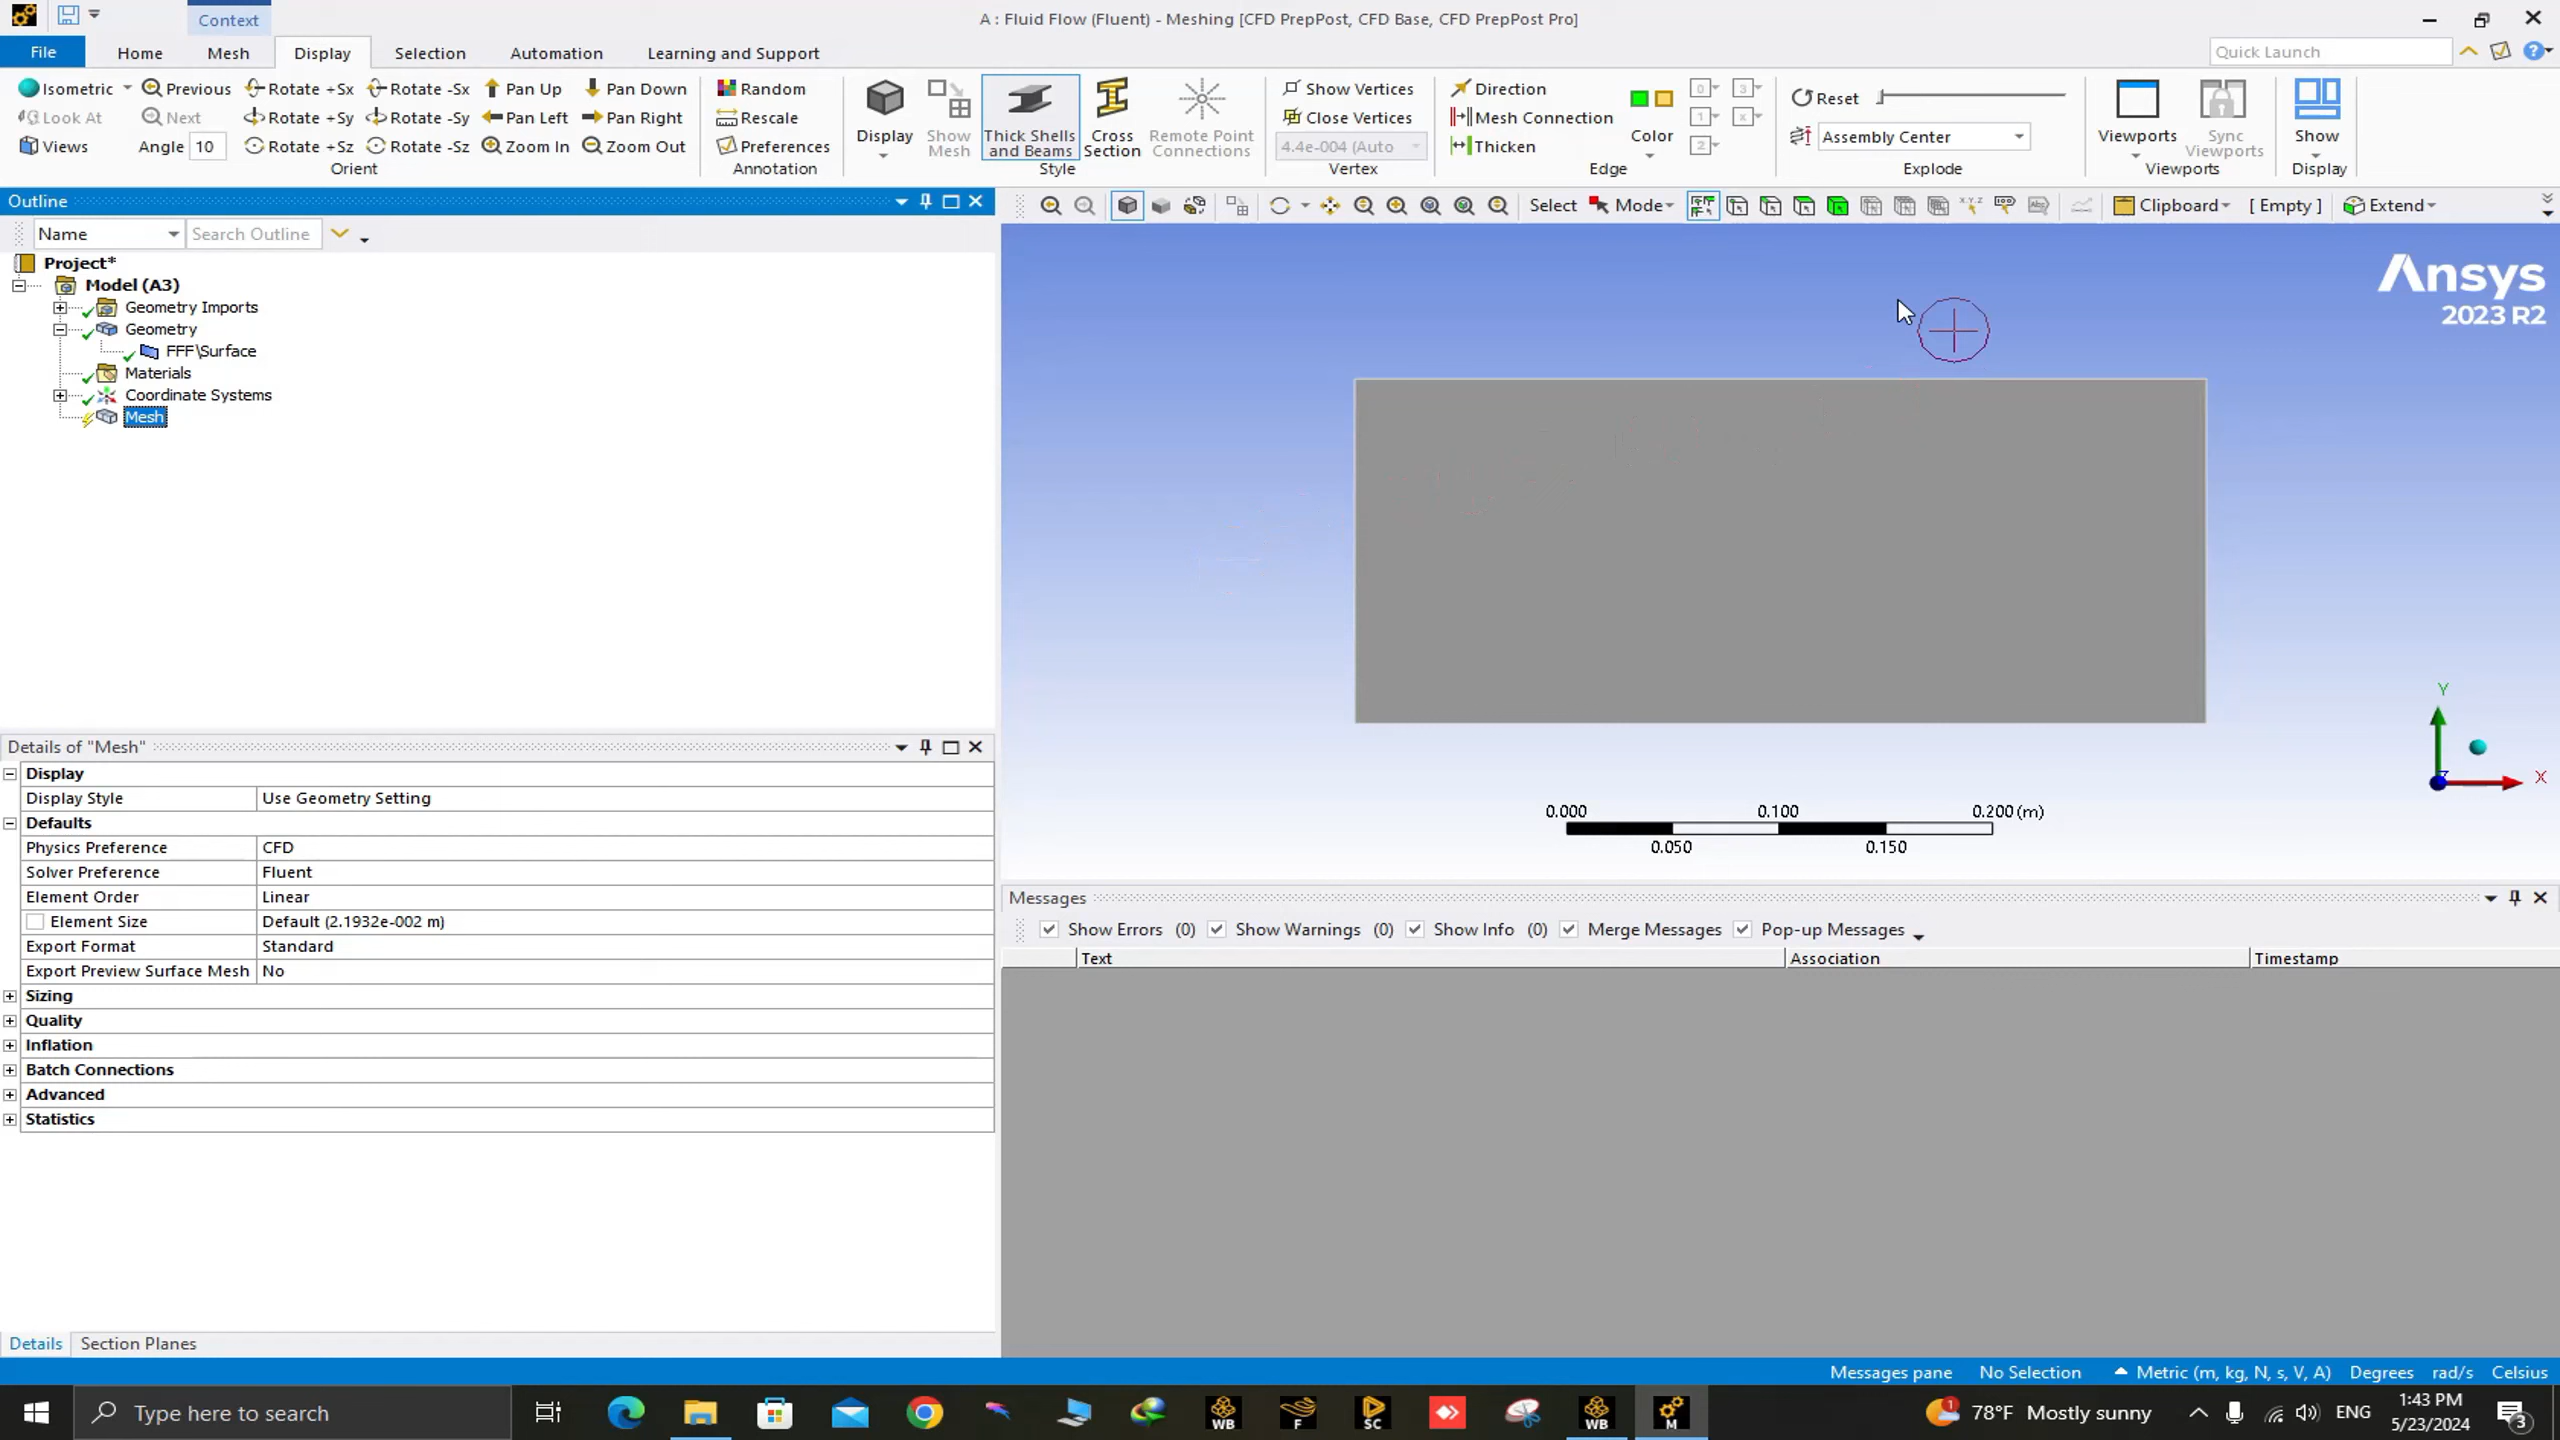 Context
A : Fluid Flow (Fluent) - Meshing [CFD PrepPost, CFD Base, CFD PrepPost Pro]
File Home Mesh Display Selection Automation Learning and Support Quick Launch
Isometric Previous Rotate +Sx Rotate -Sx Pan Up Pan Down
Look At Next Rotate +Sy Rotate -Sy Pan Left Pan Right
Views Angle 10 Rotate +Sz Rotate -Sz Zoom In Zoom Out
Orient
Random
Rescale
Preferences
Annotation
Display
Show Mesh
Thick Shells and Beams
Cross Section
Remote Point Connections
Style
Show Vertices
Close Vertices
4.4e-004 (Auto
Vertex
Direction
Mesh Connection
Thicken
Color
0 3
1 x
2
Edge
Reset
Assembly Center
Explode
Viewports
Sync Viewports
Viewports
Show
Display
Outline
Name Search Outline
Project*
Model (A3)
Geometry Imports
Geometry
FFF\Surface
Materials
Coordinate Systems
Mesh
Select Mode Clipboard [ Empty ] Extend
Ansys
2023 R2
Y
X
0.000 0.100 0.200 (m)
0.050 0.150
Details of "Mesh"
Display
Display Style Use Geometry Setting
Defaults
Physics Preference CFD
Solver Preference Fluent
Element Order Linear
Element Size Default (2.1932e-002 m)
Export Format Standard
Export Preview Surface Mesh No
Sizing
Quality
Inflation
Batch Connections
Advanced
Statistics
Details Section Planes
Messages
Show Errors (0) Show Warnings (0) Show Info (0) Merge Messages Pop-up Messages
Text Association Timestamp
Messages pane No Selection Metric (m, kg, N, s, V, A) Degrees rad/s Celsius
Type here to search
WB F SC WB M
1 78°F Mostly sunny ENG
1:43 PM
5/23/2024
3